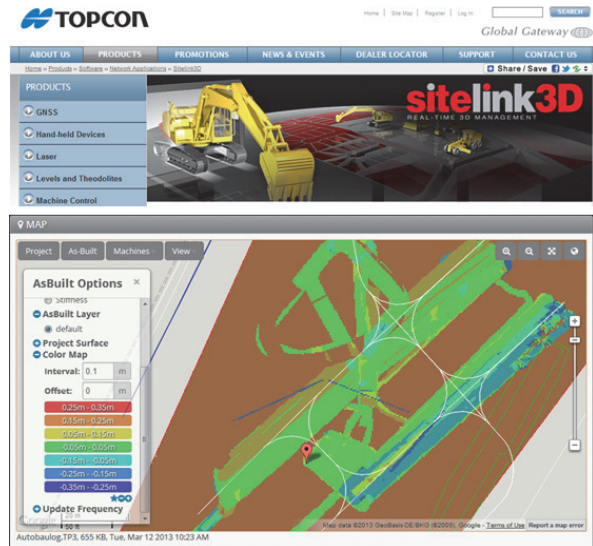 TOPCON
Home | Site Map | Register | Log In
SEARCH
Global Gateway
ABOUT US PRODUCTS PROMOTIONS NEWS & EVENTS DEALER LOCATOR SUPPORT CONTACT US
Home » Products » Software » Network Applications » Sitelink3D
Share / Save
PRODUCTS
GNSS
Hand-held Devices
Laser
Levels and Theodolites
Machine Control
sitelink3D
REAL-TIME 3D MANAGEMENT
MAP
Project As-Built Machines View
AsBuilt Options ×
Stiffness
AsBuilt Layer
default
Project Surface
Color Map
Interval: 0.1 m
Offset: 0 m
0.25m - 0.35m
0.15m - 0.25m
0.05m - 0.15m
-0.05m - 0.05m
-0.15m - -0.05m
-0.25m - -0.15m
-0.35m - -0.25m
Update Frequency
Google
20 m
50 ft
Map data ©2013 GeoBasis-DE/BKG (©2009), Google - Terms of Use Report a map error
Autobaulog.TP3, 655 KB, Tue, Mar 12 2013 10:23 AM